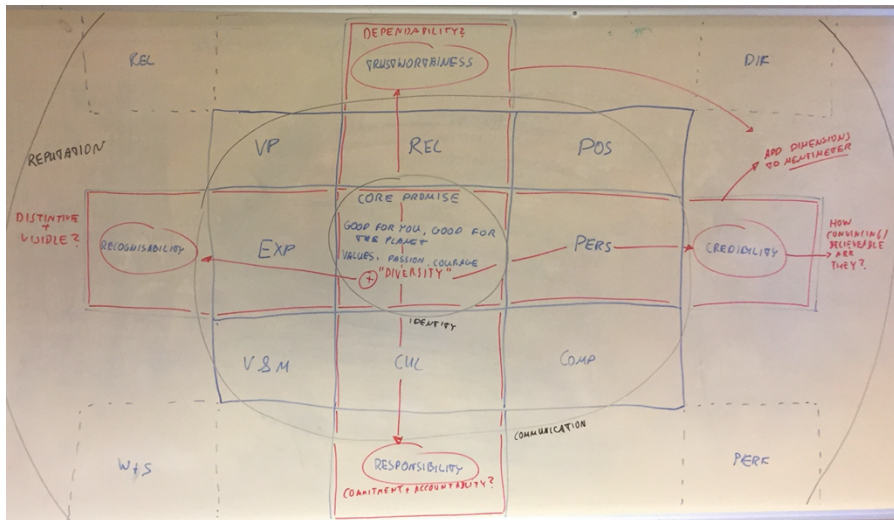 DEPENDABILITY?
TRUSTWORTHINESS
REL
DIF
REPUTATION
VP
REL
POS
ADD DIMENSIONS
TO MENTIMETER
CORE PROMISE
GOOD FOR YOU, GOOD FOR
THE PLANET
VALUES, PASSION, COURAGE
+ "DIVERSITY"
DISTINTIVE
+
VISIBLE?
RECOGNISABILITY
EXP
PERS
CREDIBILITY
HOW
CONVINCING/
BELIEVEABLE
ARE
THEY?
IDENTITY
V&M
CUL
COMP
COMMUNICATION
W+S
RESPONSIBILITY
COMMITMENT + ACCOUNTABILITY?
PERF